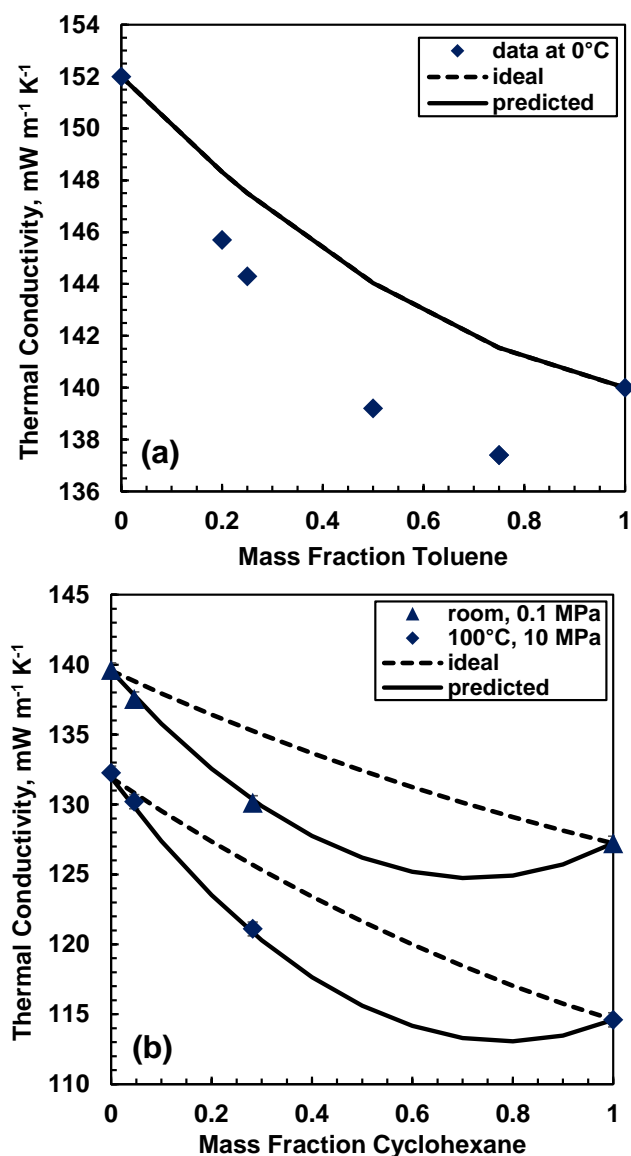 154
152
150
148
146
144
142
140
138
136
Thermal Conductivity, mW m⁻¹ K⁻¹
data at 0°C
ideal
predicted
(a)
0
0.2
0.4
0.6
0.8
1
Mass Fraction Toluene
145
140
135
130
125
120
115
110
Thermal Conductivity, mW m⁻¹ K⁻¹
room, 0.1 MPa
100°C, 10 MPa
ideal
predicted
(b)
0
0.2
0.4
0.6
0.8
1
Mass Fraction Cyclohexane